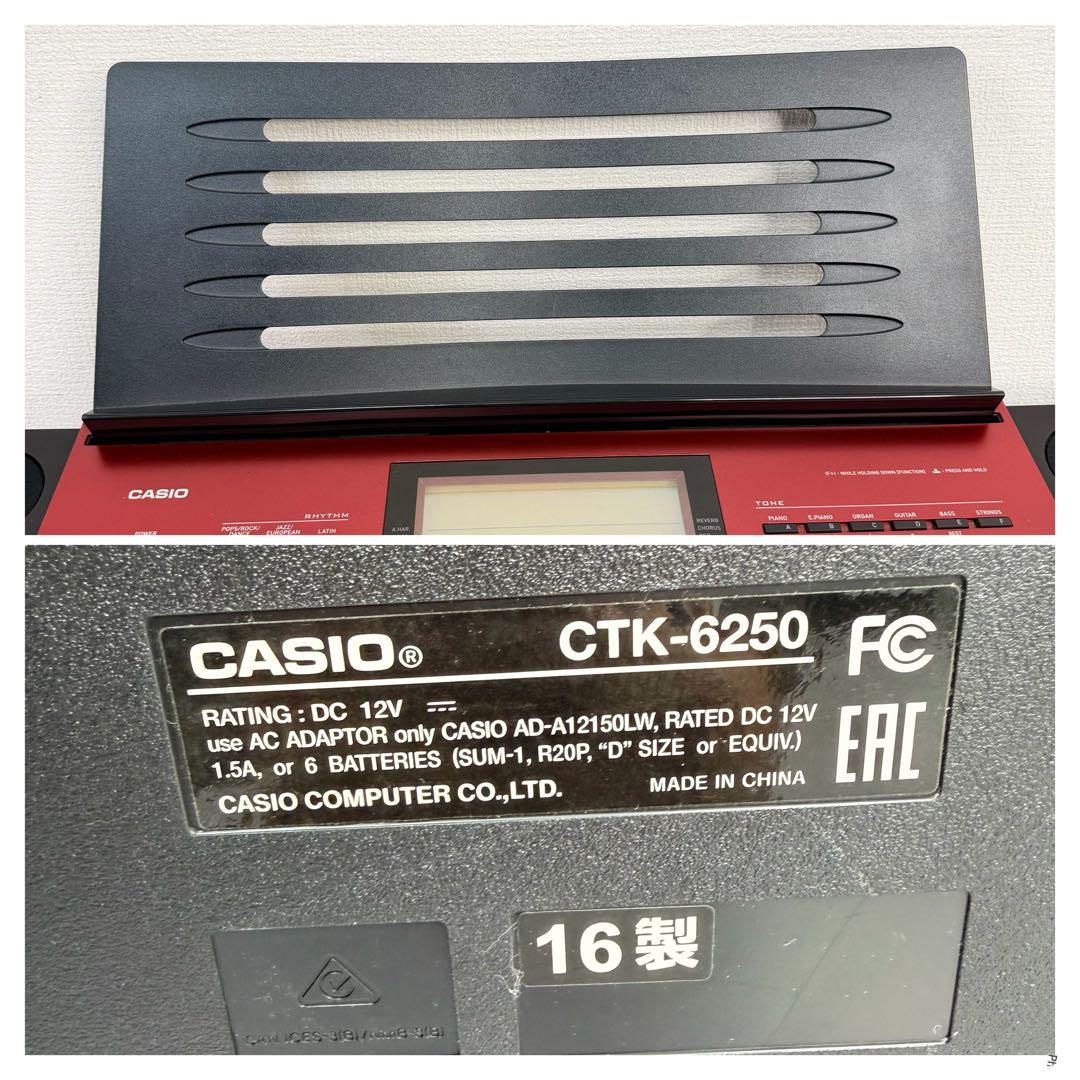 CASIO
(F+) : WHILE HOLDING DOWN [FUNCTION] : PRESS AND HOLD
RHYTHM
POWER
POPS/ROCK/
DANCE
JAZZ/
EUROPEAN
LATIN
A.HAR.
REVERB
CHORUS
TONE
PIANO
E.PIANO
ORGAN
GUITAR
BASS
STRINGS
A
B
C
D
E
F
CASIO® CTK-6250 FC
RATING : DC 12V
use AC ADAPTOR only CASIO AD-A12150LW, RATED DC 12V
1.5A, or 6 BATTERIES (SUM-1, R20P, “D” SIZE or EQUIV.)
CASIO COMPUTER CO.,LTD. MADE IN CHINA
EAC
16製